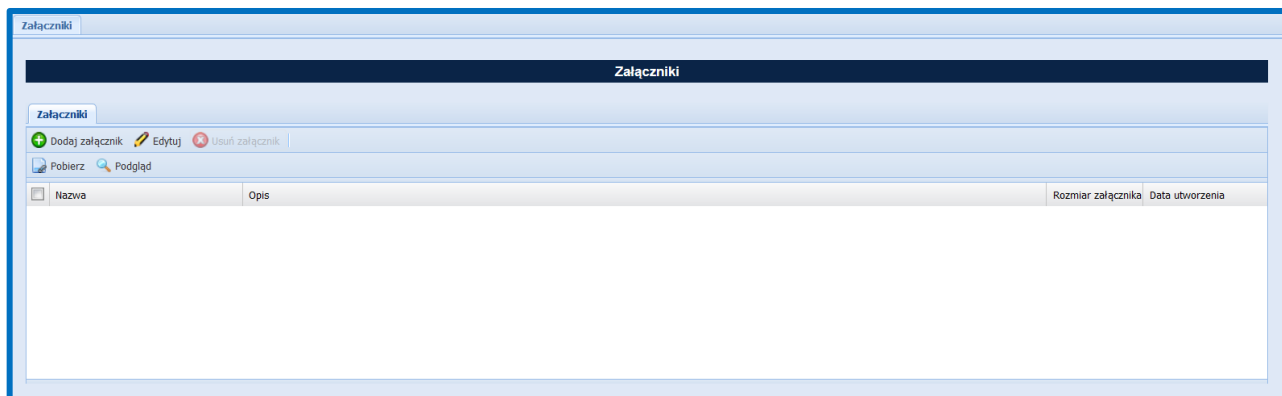 Załączniki
Załączniki
Załączniki
Dodaj załącznik Edytuj Usuń załącznik
Pobierz Podgląd
Nazwa Opis Rozmiar załącznika Data utworzenia